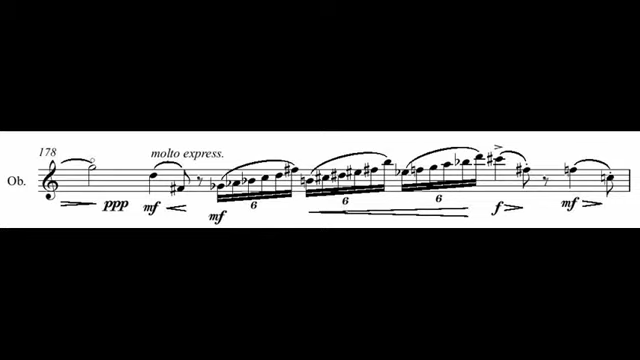 178
molto express.
Ob.
ppp mf mf f mf
6 6 6